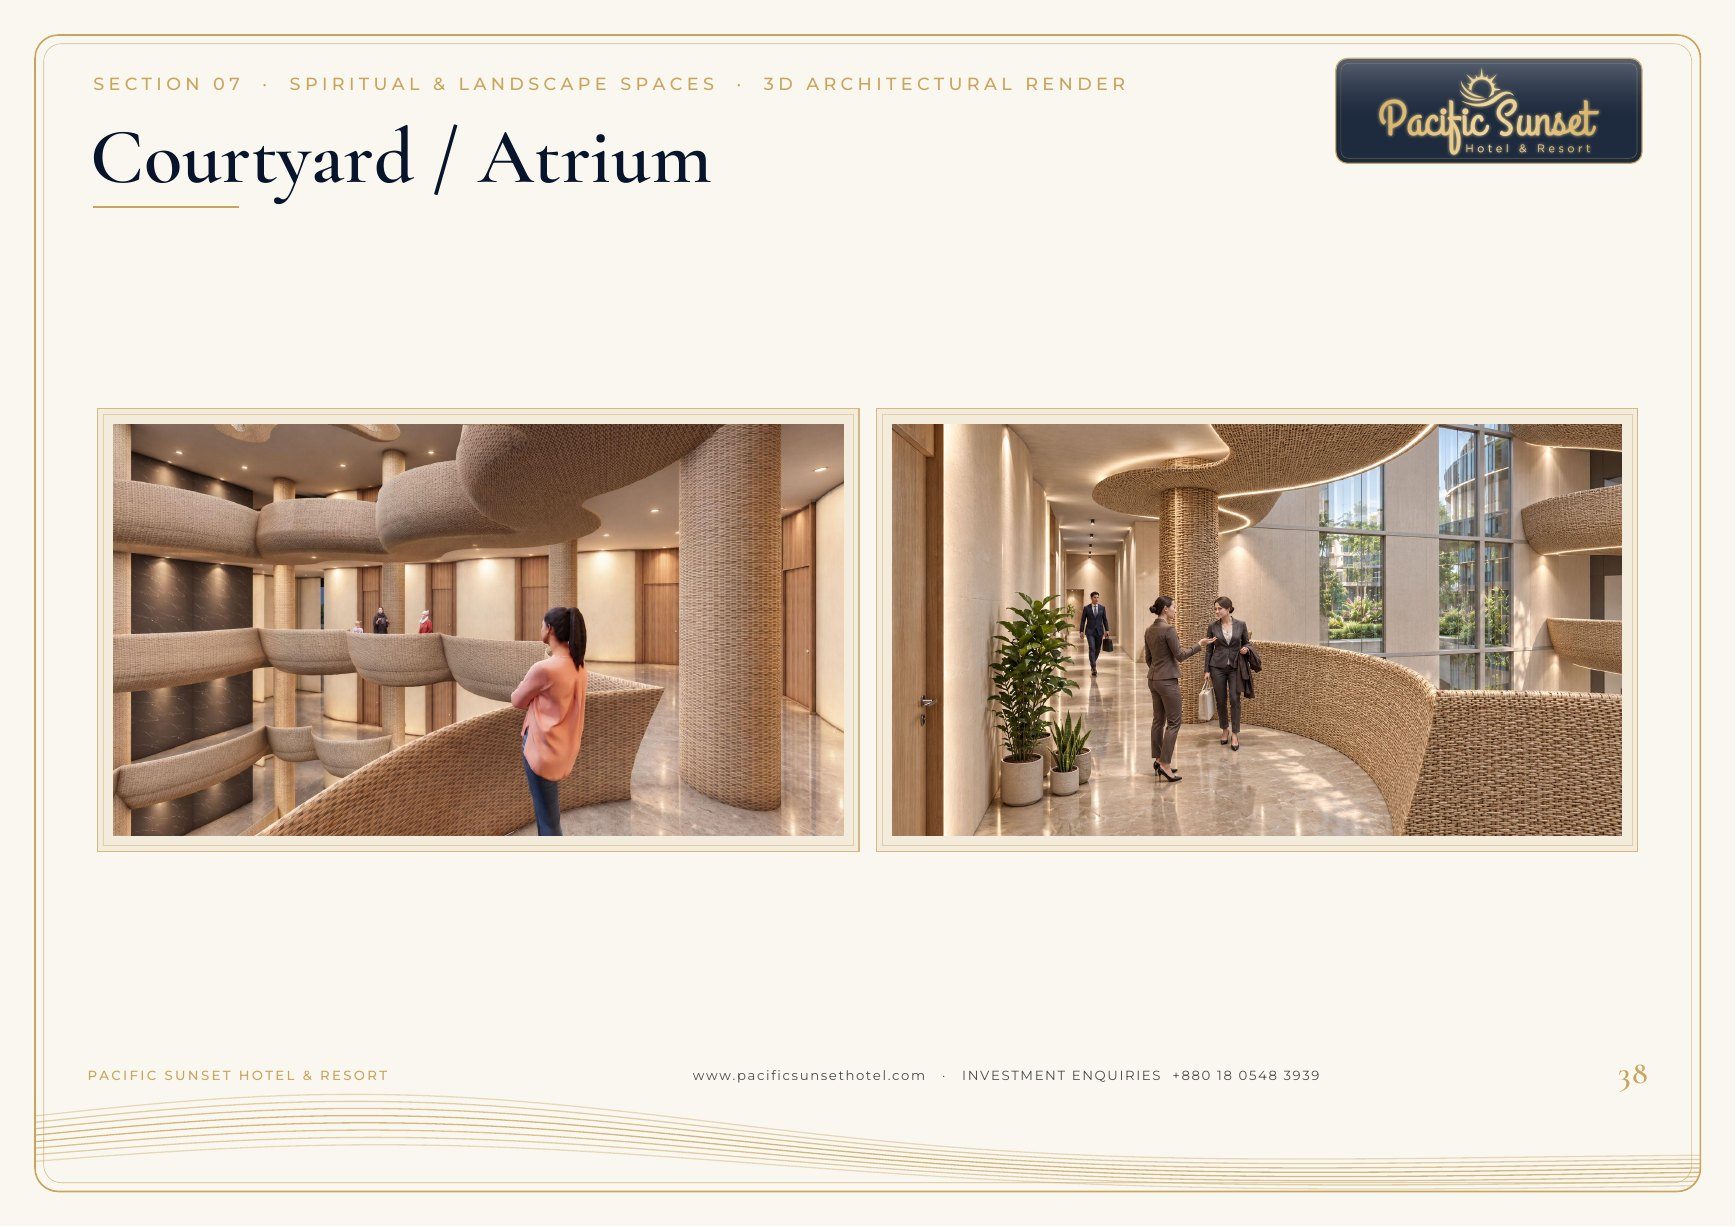 SECTION 07 · SPIRITUAL & LANDSCAPE SPACES · 3D ARCHITECTURAL RENDER
Pacific Sunset
Hotel & Resort
Courtyard / Atrium
PACIFIC SUNSET HOTEL & RESORT
www.pacificsunsethotel.com · INVESTMENT ENQUIRIES +880 18 0548 3939
38